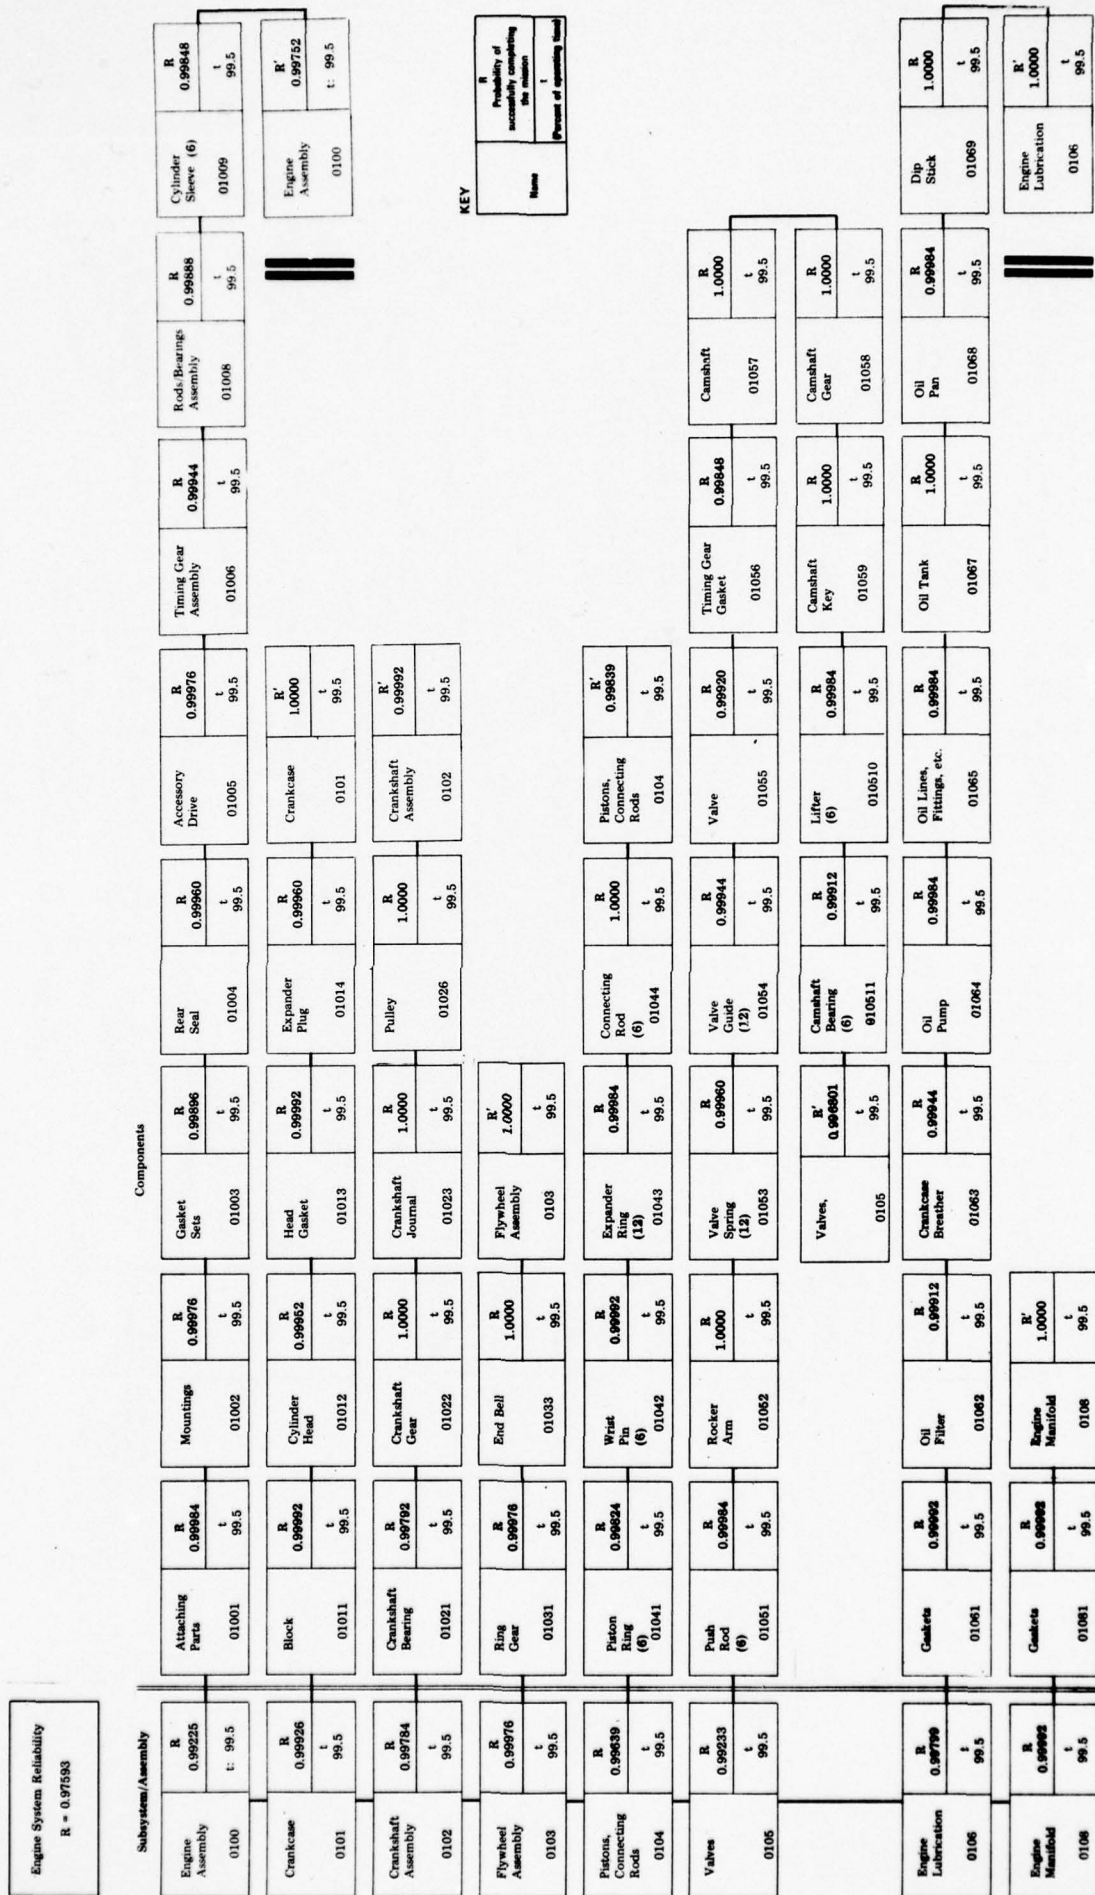 Engine System Reliability
R = 0.97593
Subsystem/Assembly
Components
Engine
Assembly
0100
R
0.99225
t: 99.5
Attaching
Parts
01001
R
0.99984
t
99.5
Mountings
01002
R
0.99976
t
99.5
Gasket
Sets
01003
R
0.99896
t
99.5
Rear
Seal
01004
R
0.99960
t
99.5
Accessory
Drive
01005
R
0.99976
t
99.5
Timing Gear
Assembly
01006
R
0.99944
t
99.5
Rods/Bearings
Assembly
01008
R
0.99888
t
99.5
Cylinder
Sleeve (6)
01009
R
0.99848
t
99.5
Crankcase
0101
R
0.99926
t
99.5
Block
01011
R
0.99992
t
99.5
Cylinder
Head
01012
R
0.99952
t
99.5
Head
Gasket
01013
R
0.99992
t
99.5
Expander
Plug
01014
R
0.99960
t
99.5
Crankcase
0101
R'
1.0000
t
99.5
Engine
Assembly
0100
R'
0.99752
t: 99.5
Crankshaft
Assembly
0102
R
0.99784
t
99.5
Crankshaft
Bearing
01021
R
0.99792
t
99.5
Crankshaft
Gear
01022
R
1.0000
t
99.5
Crankshaft
Journal
01023
R
1.0000
t
99.5
Pulley
01026
R
1.0000
t
99.5
Crankshaft
Assembly
0102
R'
0.99992
t
99.5
Flywheel
Assembly
0103
R
0.99976
t
99.5
Ring
Gear
01031
R
0.99976
t
99.5
End Bell
01033
R
1.0000
t
99.5
Flywheel
Assembly
0103
R'
1.0000
t
99.5
KEY
Name
R
Probability of
successfully completing
the mission
t
(Percent of operating time)
Pistons,
Connecting
Rods
0104
R
0.99639
t
99.5
Piston
Ring
(6) 01041
R
0.99824
t
99.5
Wrist
Pin
(6) 01042
R
0.99992
t
99.5
Expander
Ring
(12) 01043
R
0.99984
t
99.5
Connecting
Rod
(6) 01044
R
1.0000
t
99.5
Pistons,
Connecting
Rods
0104
R'
0.99839
t
99.5
Valves
0105
R
0.99233
t
99.5
Push
Rod
(6) 01051
R
0.99984
t
99.5
Rocker
Arm
01052
R
1.0000
t
99.5
Valve
Spring
(12) 01053
R
0.99960
t
99.5
Valve
Guide
(12) 01054
R
0.99944
t
99.5
Valve
01055
R
0.99920
t
99.5
Timing Gear
Gasket
01056
R
0.99848
t
99.5
Camshaft
01057
R
1.0000
t
99.5
Valves,
0105
R'
0.996801
t
99.5
Camshaft
Bearing
(6) 010511
R
0.99912
t
99.5
Lifter
(6)
010510
R
0.99984
t
99.5
Camshaft
Key
01059
R
1.0000
t
99.5
Camshaft
Gear
01058
R
1.0000
t
99.5
Engine
Lubrication
0106
R
0.99799
t
99.5
Gaskets
01061
R
0.99992
t
99.5
Oil
Filter
01062
R
0.99912
t
99.5
Crankcase
Breather
01063
R
0.99944
t
99.5
Oil
Pump
01064
R
0.99984
t
99.5
Oil Lines,
Fittings, etc.
01065
R
0.99984
t
99.5
Oil Tank
01067
R
1.0000
t
99.5
Oil
Pan
01068
R
0.99984
t
99.5
Dip
Stick
01069
R
1.0000
t
99.5
Engine
Manifold
0108
R
0.99992
t
99.5
Gaskets
01081
R
0.99992
t
99.5
Engine
Manifold
0108
R'
1.0000
t
99.5
Engine
Lubrication
0106
R'
1.0000
t
99.5